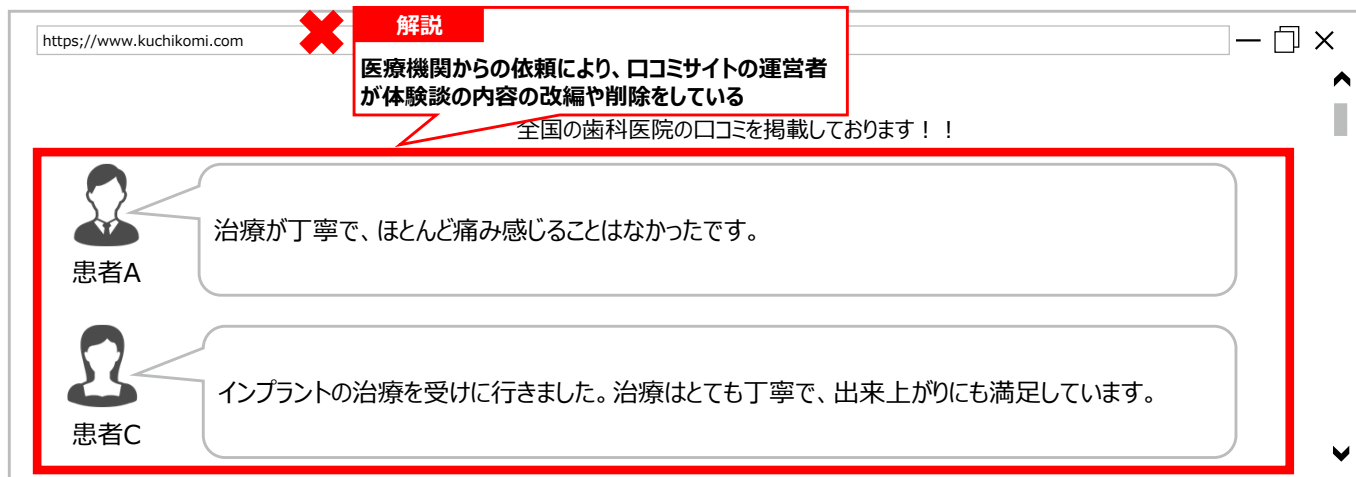 https;//www.kuchikomi.com
解説
医療機関からの依頼により、口コミサイトの運営者
が体験談の内容の改編や削除をしている
全国の歯科医院の口コミを掲載しております！！
治療が丁寧で、ほとんど痛み感じることはなかったです。
患者A
インプラントの治療を受けに行きました。治療はとても丁寧で、出来上がりにも満足しています。
患者C